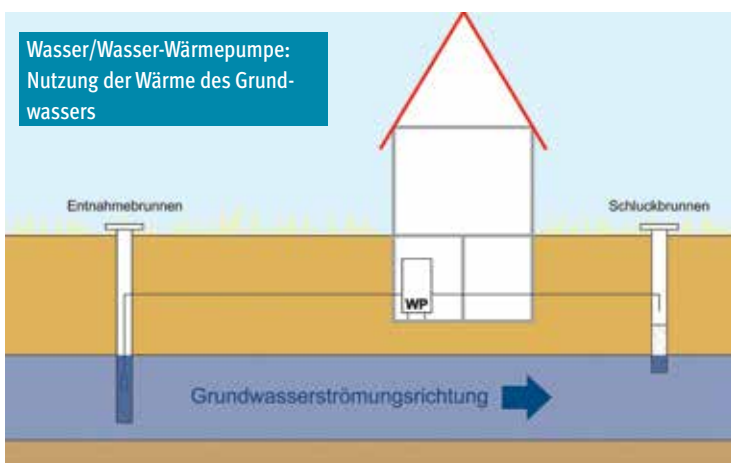 Wasser/Wasser-Wärmepumpe:
Nutzung der Wärme des Grund-
wassers
Entnahmebrunnen
Schluckbrunnen
WP
Grundwasserströmungsrichtung